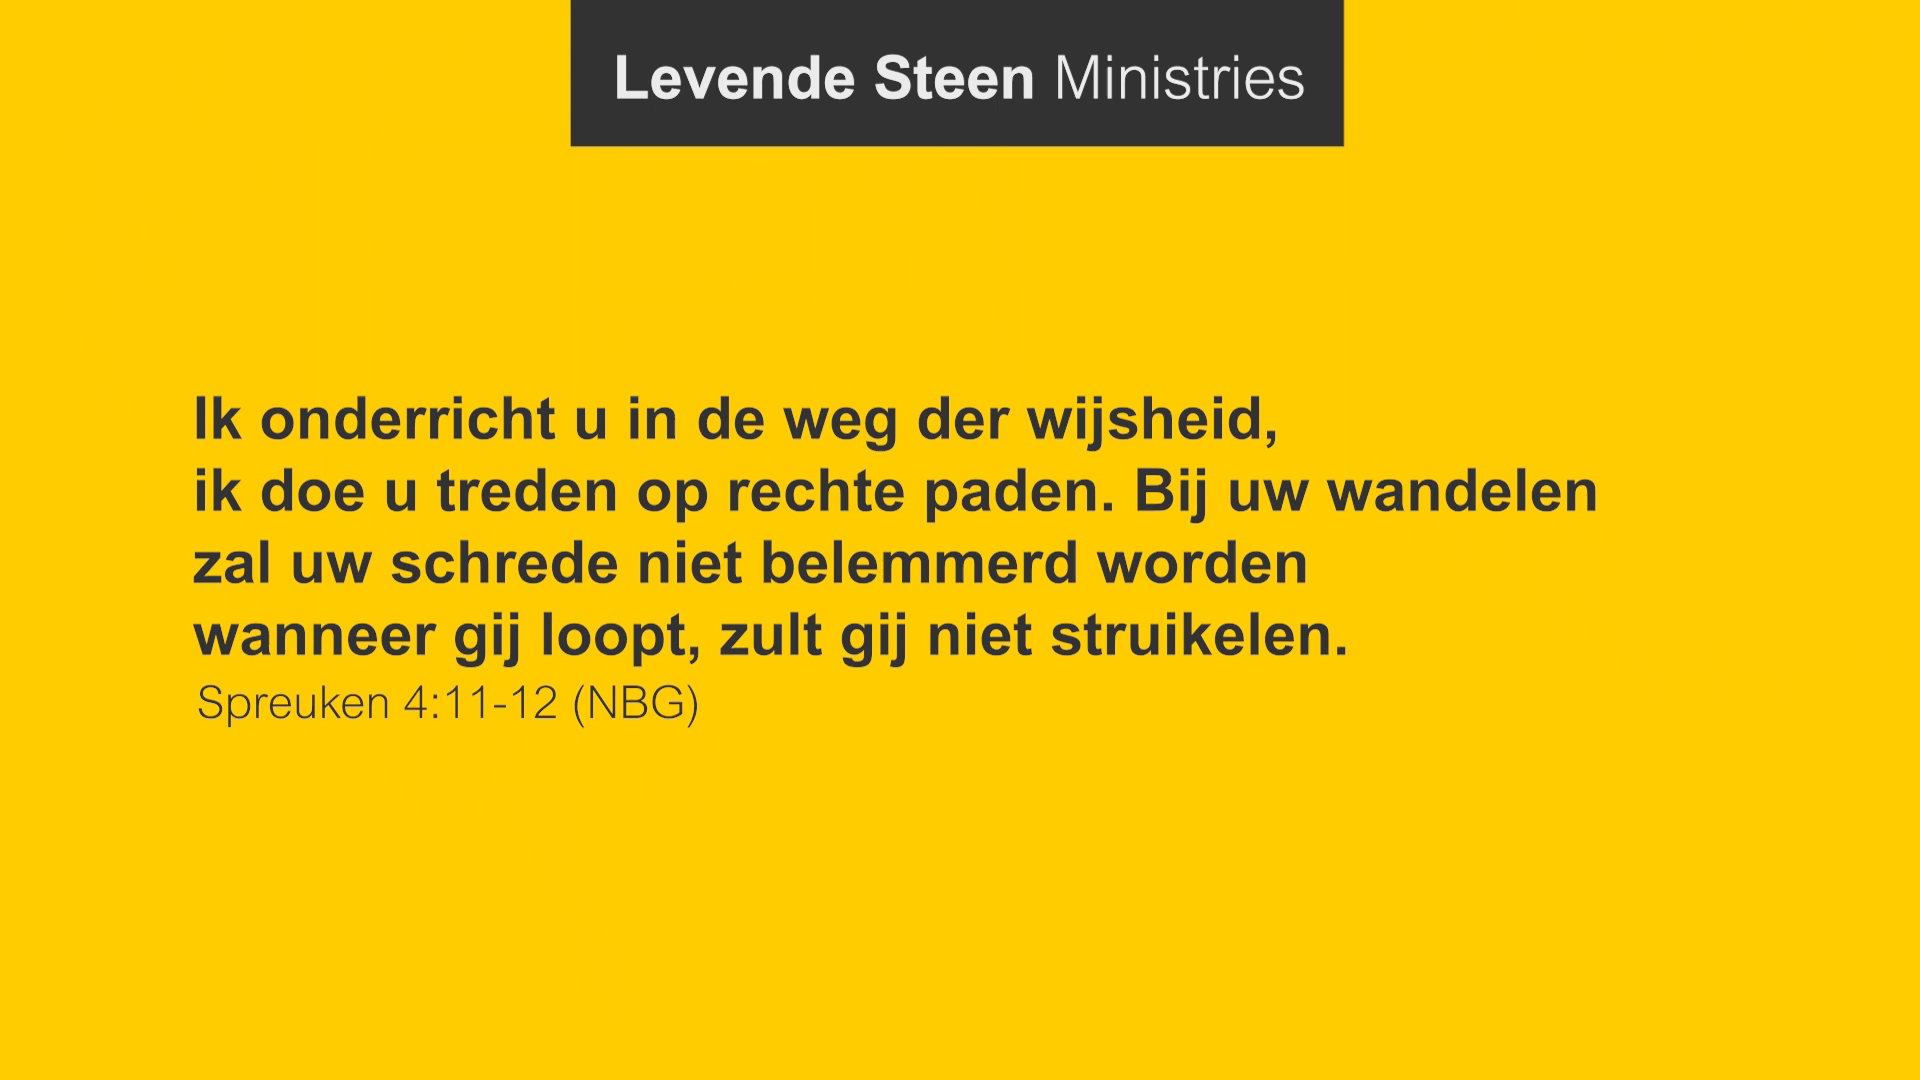 Levende Steen Ministries
Ik onderricht u in de weg der wijsheid,
ik doe u treden op rechte paden. Bij uw wandelen
zal uw schrede niet belemmerd worden
wanneer gij loopt, zult gij niet struikelen.
Spreuken 4:11-12 (NBG)